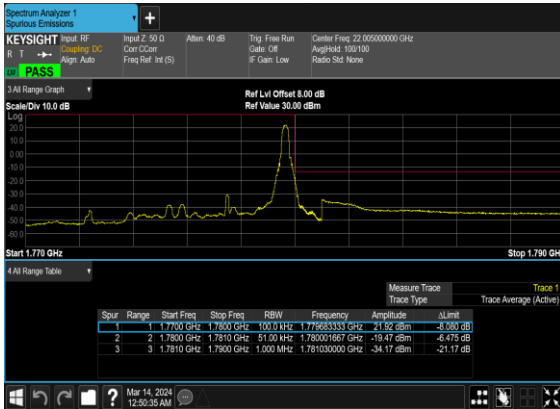 Spectrum Analyzer 1
Spurious Emissions
KEYSIGHT Input: RF Input Z: 50 Ω Atten: 40 dB Trig: Free Run Center Freq: 22.005000000 GHz
R T Coupling: DC Corr CCorr Gate: Off Avg|Hold: 100/100
Align: Auto Freq Ref: Int (S) IF Gain: Low Radio Std: None
LXI PASS
3 All Range Graph
Ref Lvl Offset 8.00 dB
Scale/Div 10.0 dB Ref Value 30.00 dBm
Log
20.0
10.0
0.00
-10.0
-20.0
-30.0
-40.0
-50.0
-60.0
Start 1.770 GHz Stop 1.790 GH
4 All Range Table
Measure Trace Trace 1
Trace Type Trace Average (Active)
Spur Range Start Freq Stop Freq RBW Frequency Amplitude ΔLimit
1 1 1.7700 GHz 1.7800 GHz 100.0 kHz 1.779683333 GHz 21.92 dBm -8.080 dB
2 2 1.7800 GHz 1.7810 GHz 51.00 kHz 1.780001667 GHz -19.47 dBm -6.475 dB
3 3 1.7810 GHz 1.7900 GHz 1.000 MHz 1.781030000 GHz -34.17 dBm -21.17 dB
Mar 14, 2024
12:50:35 AM